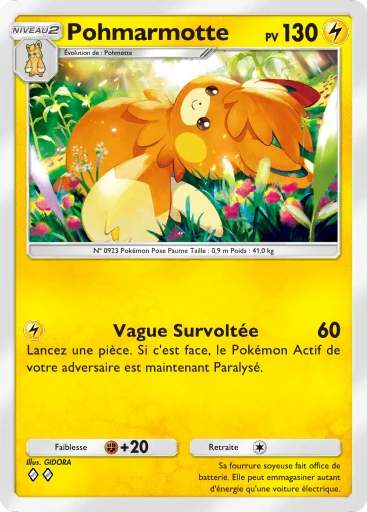 NIVEAU 2 Pohmarmotte PV 130
Évolution de : Pohmotte
N° 0923 Pokémon Pose Paume Taille : 0,9 m Poids : 41,0 kg
Vague Survoltée 60
Lancez une pièce. Si c'est face, le Pokémon Actif de
votre adversaire est maintenant Paralysé.
Faiblesse +20 Retraite
Illus. GIDORA
Sa fourrure soyeuse fait office de
batterie. Elle peut emmagasiner autant
d'énergie qu'une voiture électrique.